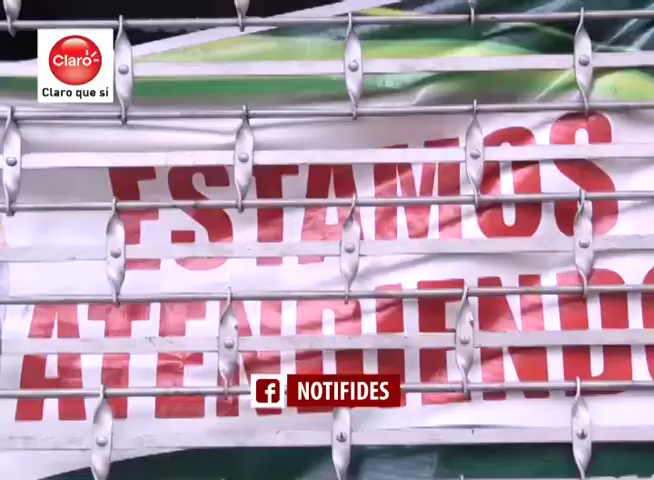 Claro
Claro que sí
ESTAMOS
ATENDIENDO
f NOTIFIDES